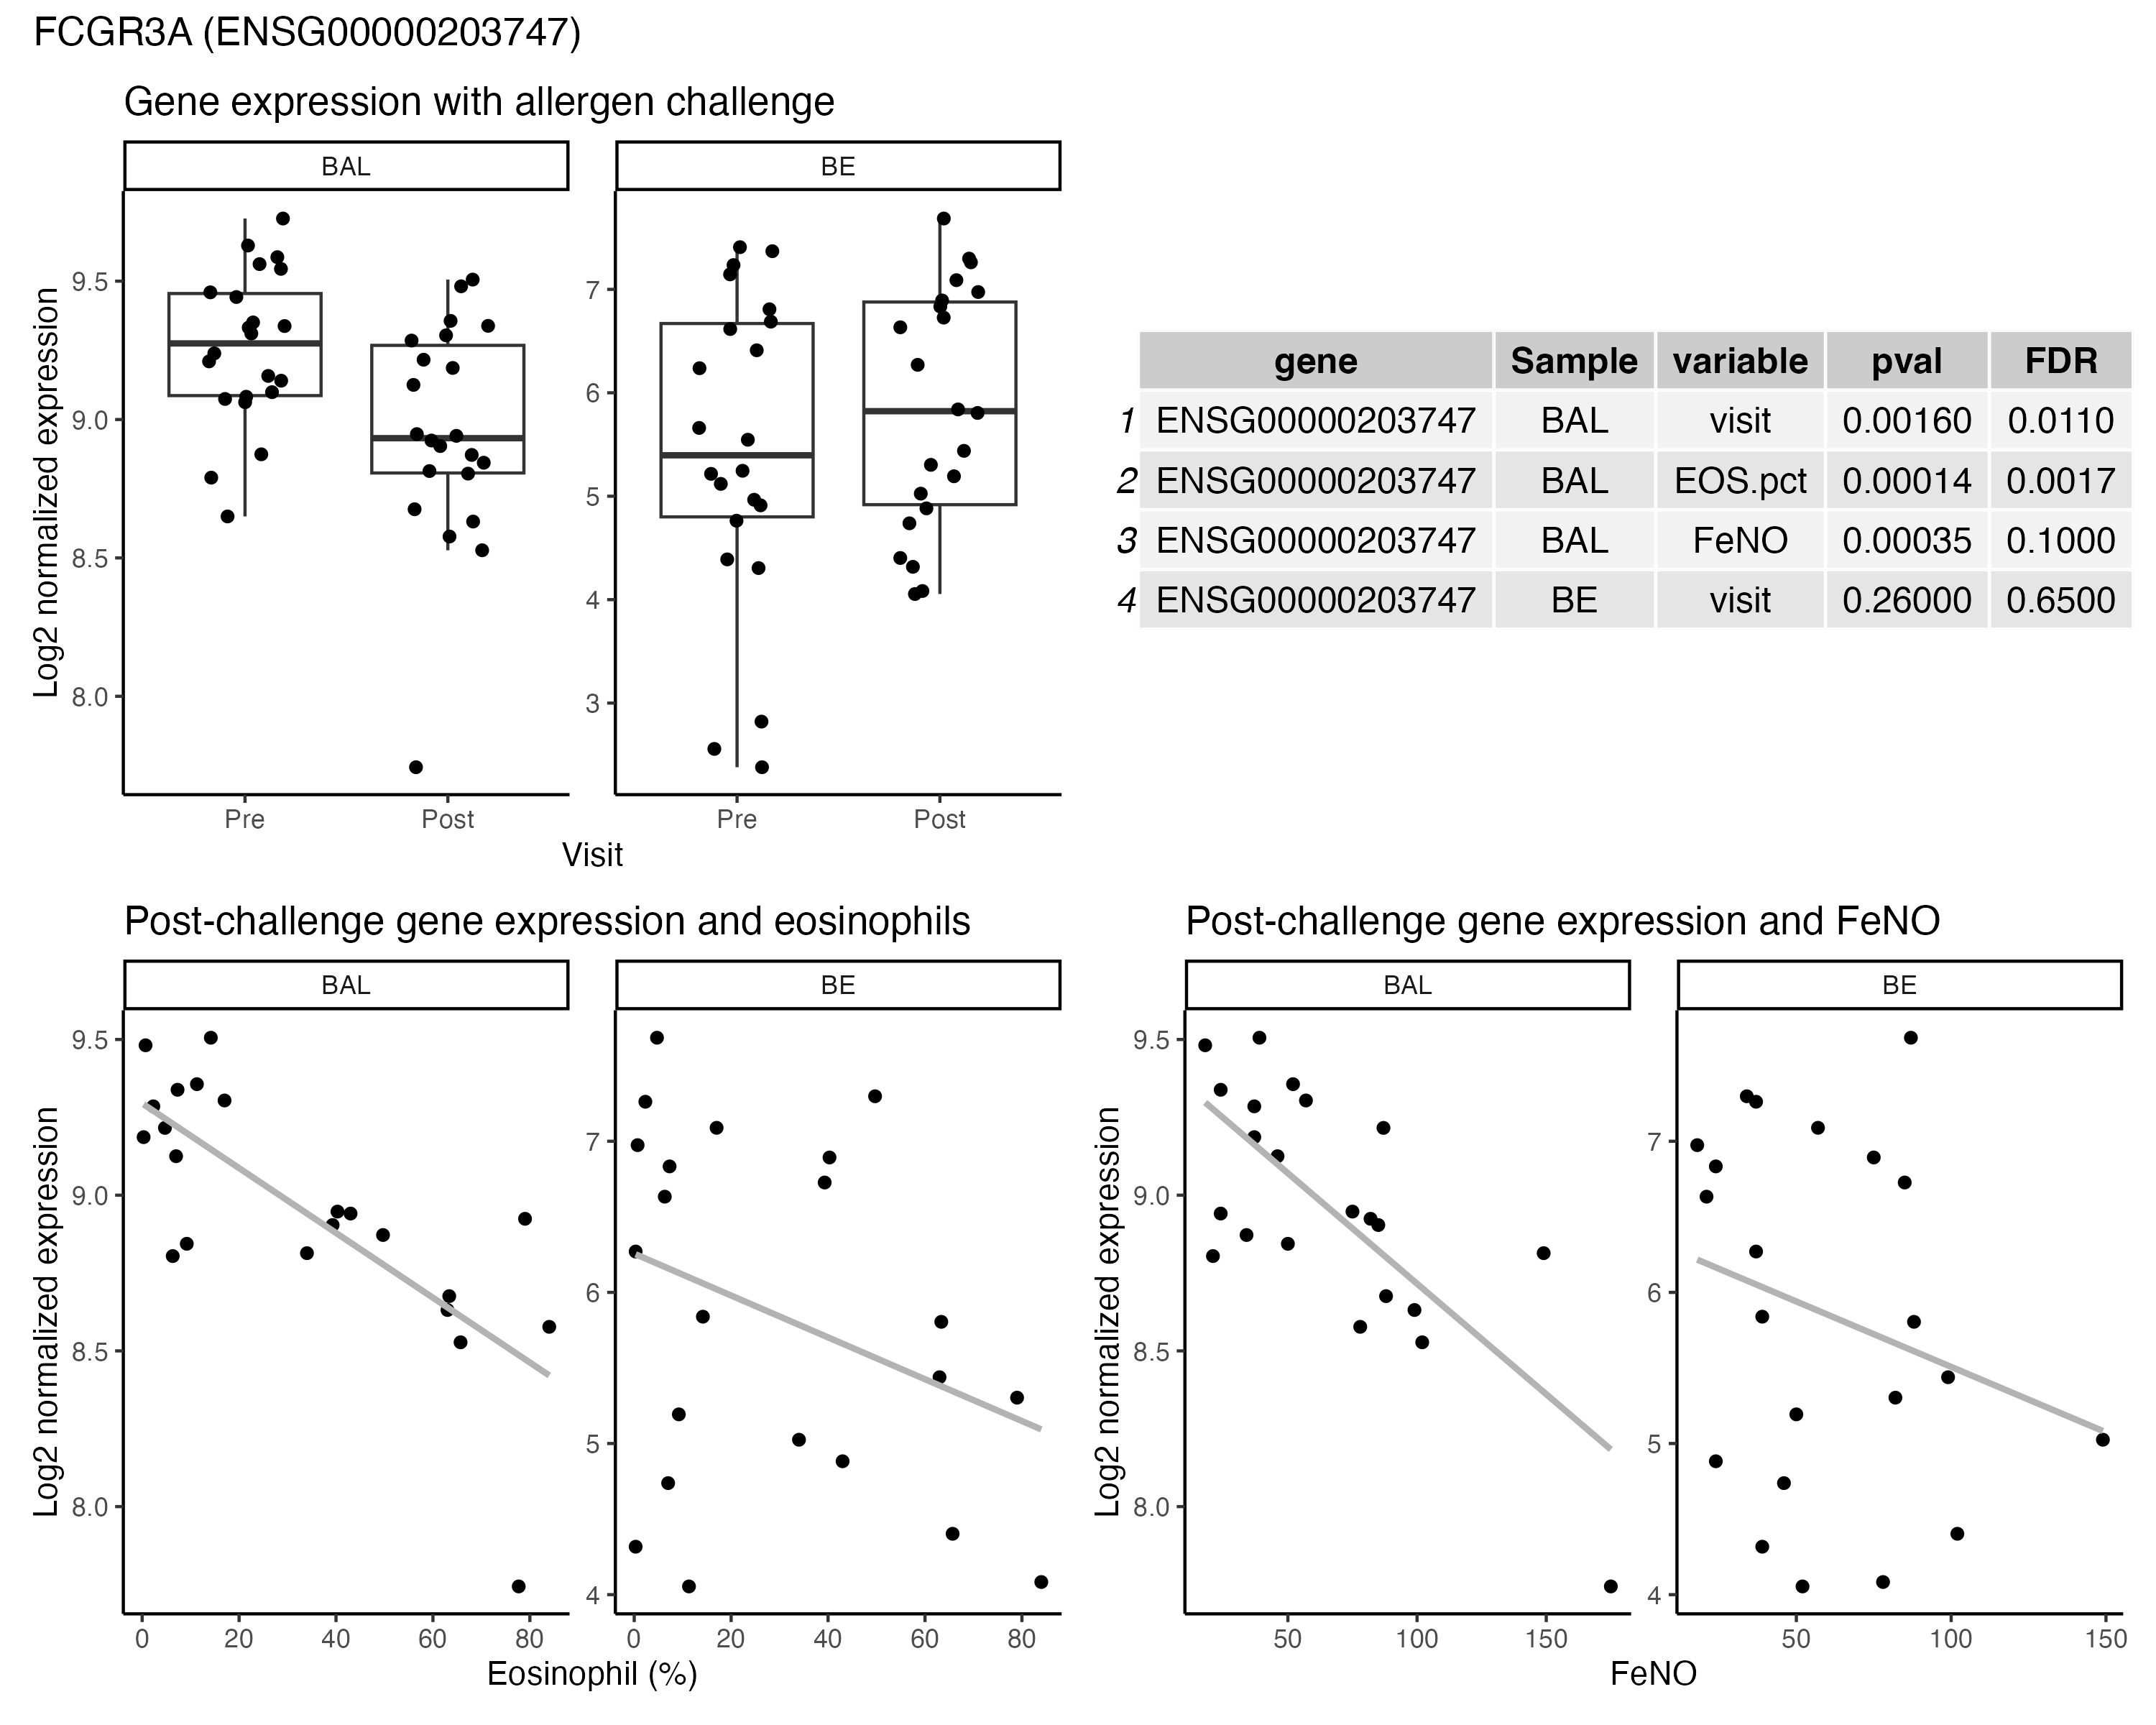 FCGR3A (ENSG00000203747)
Gene expression with allergen challenge
BAL BE
Log2 normalized expression
9.5
9.0
8.5
8.0
7
6
5
4
3
Pre Post Pre Post
Visit
gene Sample variable pval FDR
1 ENSG00000203747 BAL visit 0.00160 0.0110
2 ENSG00000203747 BAL EOS.pct 0.00014 0.0017
3 ENSG00000203747 BAL FeNO 0.00035 0.1000
4 ENSG00000203747 BE visit 0.26000 0.6500
Post-challenge gene expression and eosinophils
BAL BE
Log2 normalized expression
9.5
9.0
8.5
8.0
7
6
5
4
0 20 40 60 80 0 20 40 60 80
Eosinophil (%)
Post-challenge gene expression and FeNO
BAL BE
Log2 normalized expression
9.5
9.0
8.5
8.0
7
6
5
4
50 100 150 50 100 150
FeNO